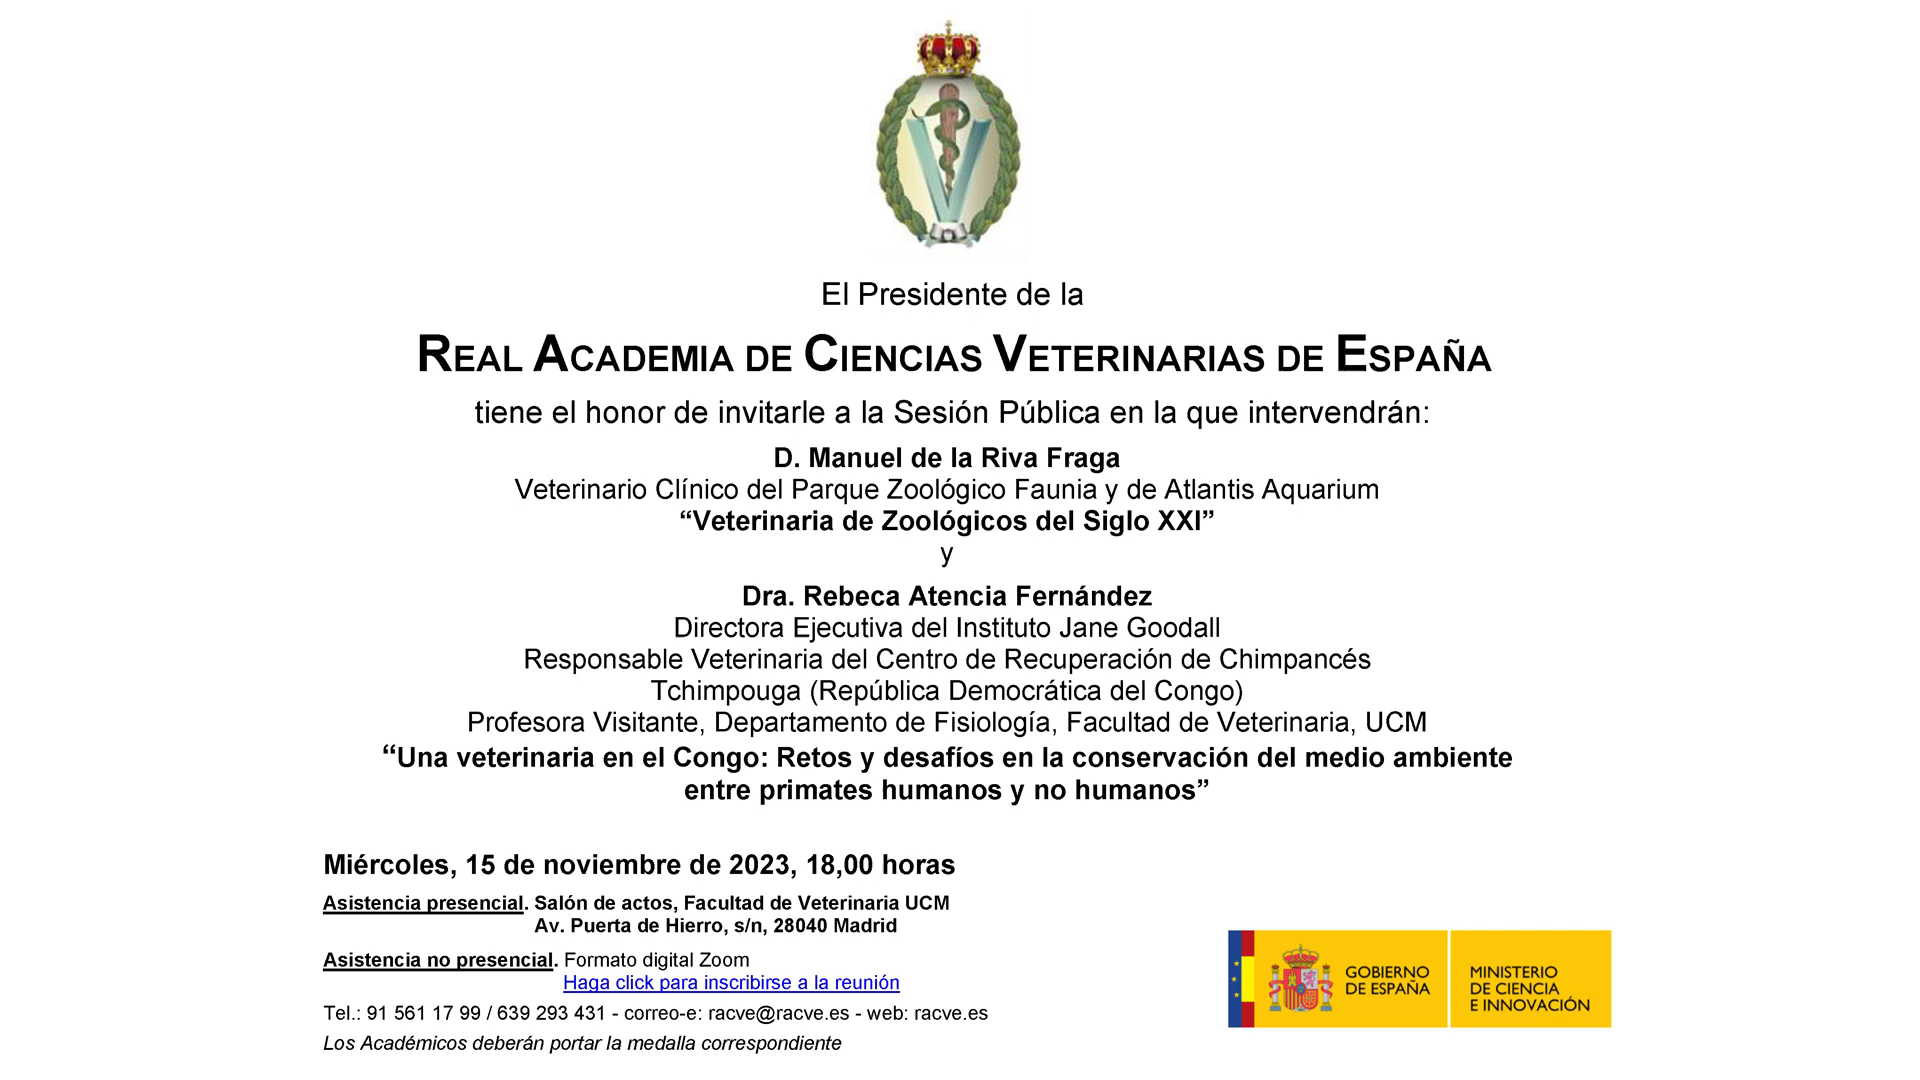 El Presidente de la
REAL ACADEMIA DE CIENCIAS VETERINARIAS DE ESPAÑA
tiene el honor de invitarle a la Sesión Pública en la que intervendrán:
D. Manuel de la Riva Fraga
Veterinario Clínico del Parque Zoológico Faunia y de Atlantis Aquarium
“Veterinaria de Zoológicos del Siglo XXI”
y
Dra. Rebeca Atencia Fernández
Directora Ejecutiva del Instituto Jane Goodall
Responsable Veterinaria del Centro de Recuperación de Chimpancés
Tchimpouga (República Democrática del Congo)
Profesora Visitante, Departamento de Fisiología, Facultad de Veterinaria, UCM
“Una veterinaria en el Congo: Retos y desafíos en la conservación del medio ambiente
entre primates humanos y no humanos”
Miércoles, 15 de noviembre de 2023, 18,00 horas
Asistencia presencial. Salón de actos, Facultad de Veterinaria UCM
Av. Puerta de Hierro, s/n, 28040 Madrid
Asistencia no presencial. Formato digital Zoom
Haga click para inscribirse a la reunión
Tel.: 91 561 17 99 / 639 293 431 - correo-e: racve@racve.es - web: racve.es
Los Académicos deberán portar la medalla correspondiente
GOBIERNO
DE ESPAÑA
MINISTERIO
DE CIENCIA
E INNOVACIÓN